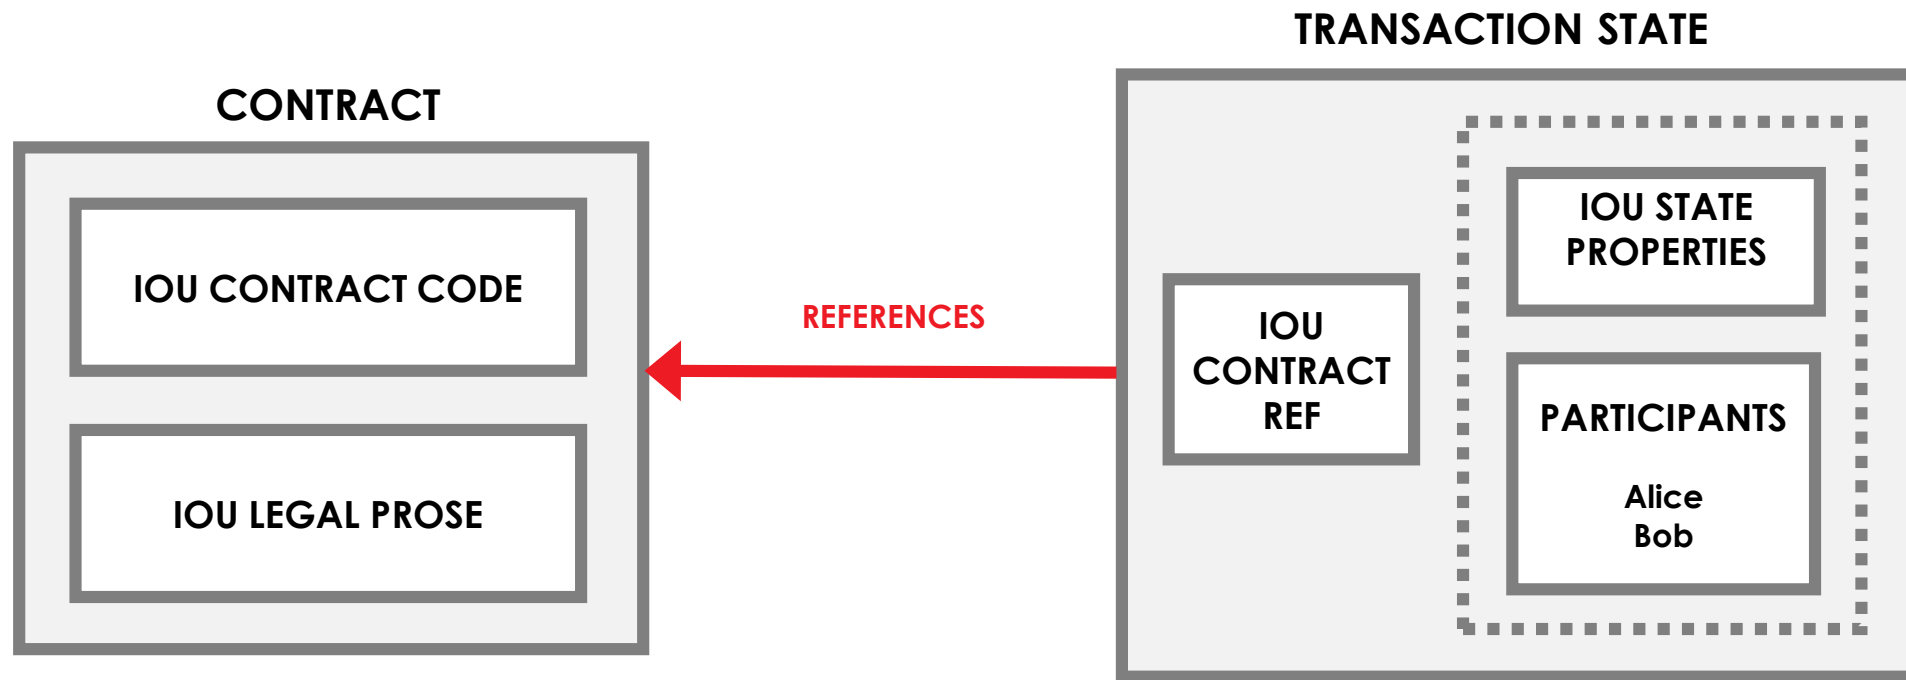 TRANSACTION STATE
CONTRACT
IOU CONTRACT CODE
IOU LEGAL PROSE
REFERENCES
IOU
CONTRACT
REF
IOU STATE
PROPERTIES
PARTICIPANTS
Alice
Bob